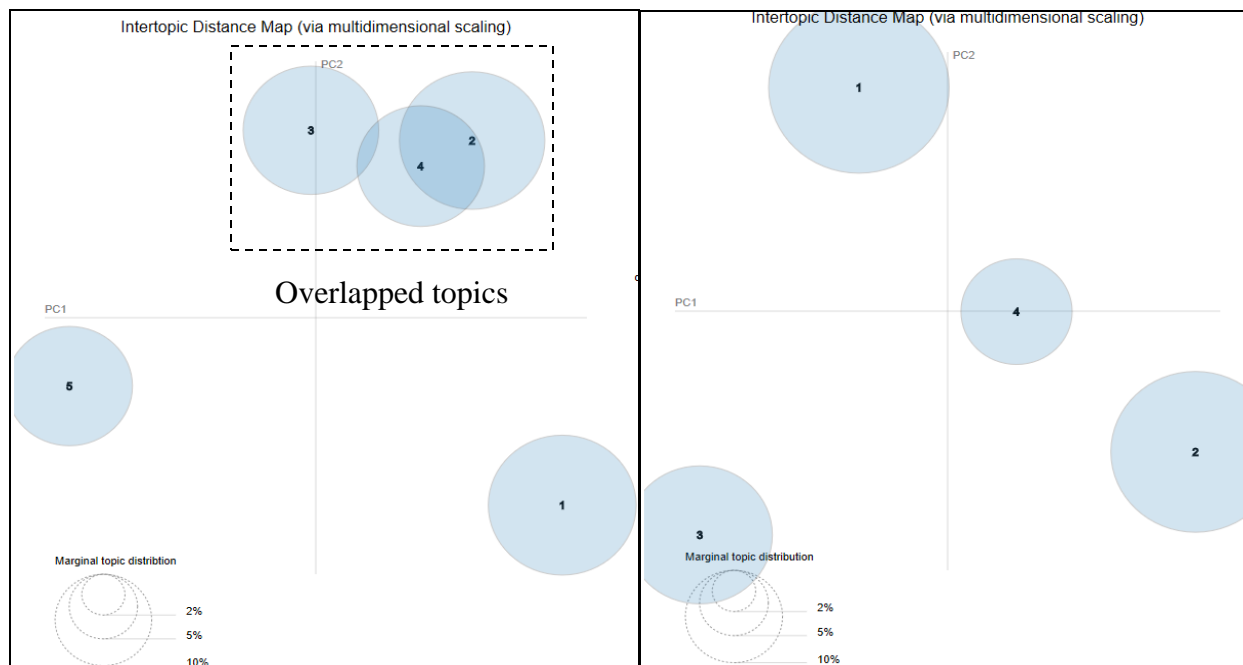 Intertopic Distance Map (via multidimensional scaling)
PC2
3
2
4
Overlapped topics
PC1
5
1
Marginal topic distribtion
2%
5%
10%
Intertopic Distance Map (via multidimensional scaling)
PC2
1
PC1
4
2
3
Marginal topic distribution
2%
5%
10%